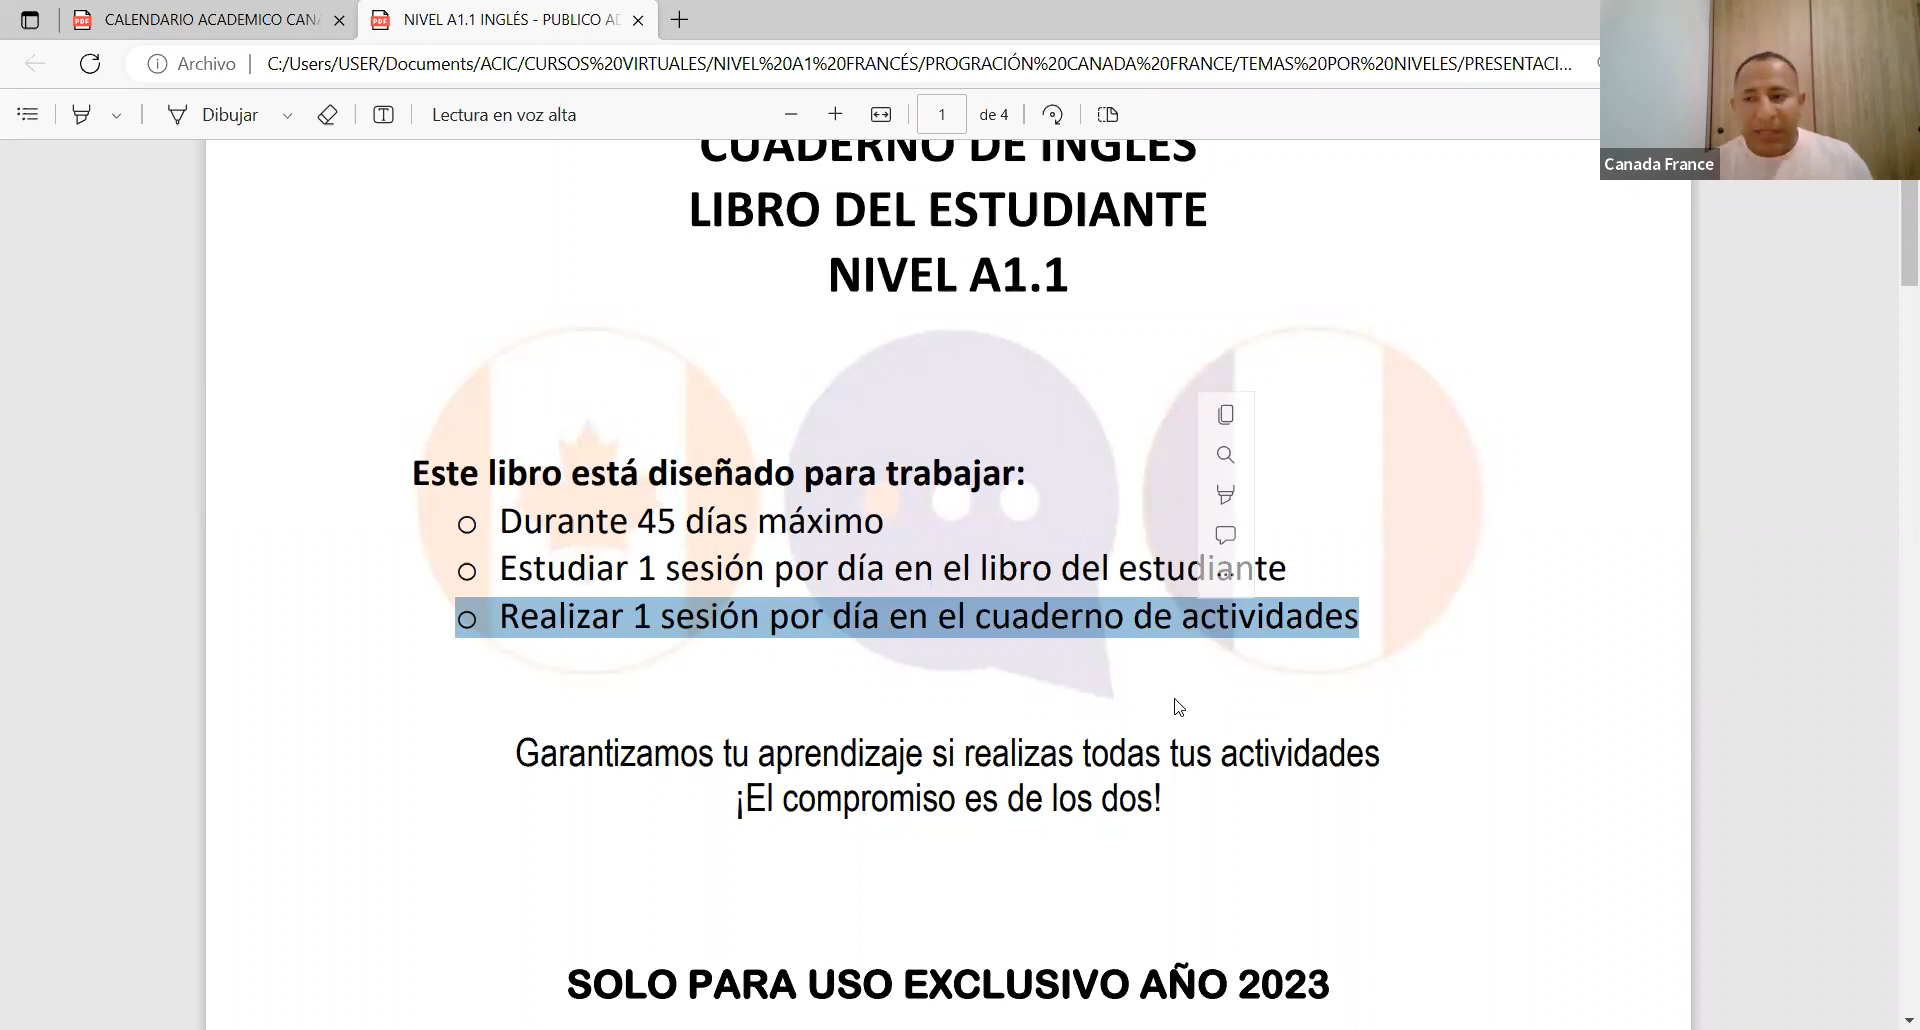 CALENDARIO ACADEMICO CAN
NIVEL A1.1 INGLÉS - PUBLICO AD
Archivo
C:/Users/USER/Documents/ACIC/CURSOS%20VIRTUALES/NIVEL%20A1%20FRANCÉS/PROGRACIÓN%20CANADA%20FRANCE/TEMAS%20POR%20NIVELES/PRESENTACI...
Dibujar
Lectura en voz alta
1
de 4
Canada France
CUADERNO DE INGLÉS
LIBRO DEL ESTUDIANTE
NIVEL A1.1
Este libro está diseñado para trabajar:
o Durante 45 días máximo
o Estudiar 1 sesión por día en el libro del estudiante
o Realizar 1 sesión por día en el cuaderno de actividades
Garantizamos tu aprendizaje si realizas todas tus actividades
¡El compromiso es de los dos!
SOLO PARA USO EXCLUSIVO AÑO 2023